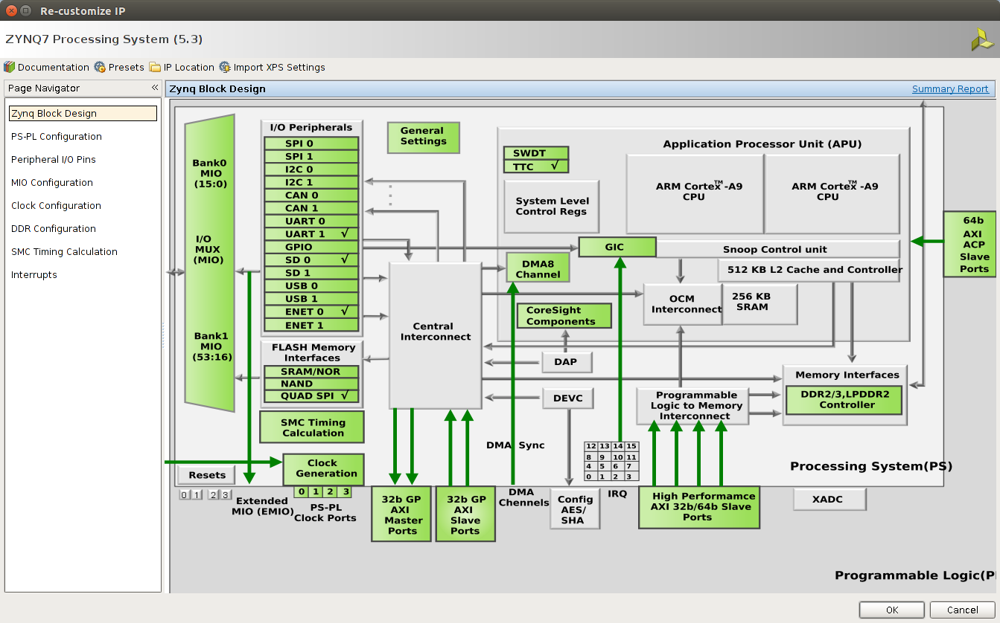 Re-customize IP
ZYNQ7 Processing System (5.3)
Documentation Presets IP Location Import XPS Settings
Page Navigator «
Zynq Block Design
PS-PL Configuration
Peripheral I/O Pins
MIO Configuration
Clock Configuration
DDR Configuration
SMC Timing Calculation
Interrupts
Zynq Block Design
Summary Report
Bank0
MIO
(15:0)
I/O
MUX
(MIO)
Bank1
MIO
(53:16)
I/O Peripherals
SPI 0
SPI 1
I2C 0
I2C 1
CAN 0
CAN 1
UART 0
UART 1 √
GPIO
SD 0 √
SD 1
USB 0
USB 1
ENET 0 √
ENET 1
FLASH Memory
Interfaces
SRAM/NOR
NAND
QUAD SPI √
SMC Timing
Calculation
General
Settings
Application Processor Unit (APU)
SWDT
TTC √
System Level
Control Regs
ARM Cortex™-A9
CPU
ARM Cortex™-A9
CPU
GIC
Snoop Control unit
DMA8
Channel
512 KB L2 Cache and Controller
OCM
Interconnect
256 KB
SRAM
CoreSight
Components
Central
Interconnect
DAP
DEVC
Programmable
Logic to Memory
Interconnect
Memory Interfaces
DDR2/3,LPDDR2
Controller
64b
AXI
ACP
Slave
Ports
Resets
0 1 2 3
Clock
Generation
0 1 2 3
Extended
MIO (EMIO)
PS-PL
Clock Ports
32b GP
AXI
Master
Ports
32b GP
AXI
Slave
Ports
DMA Sync
DMA
Channels
Config
AES/
SHA
12 13 14 15
8 9 10 11
4 5 6 7
0 1 2 3
IRQ
High Performamce
AXI 32b/64b Slave
Ports
Processing System(PS)
XADC
Programmable Logic(P
OK Cancel